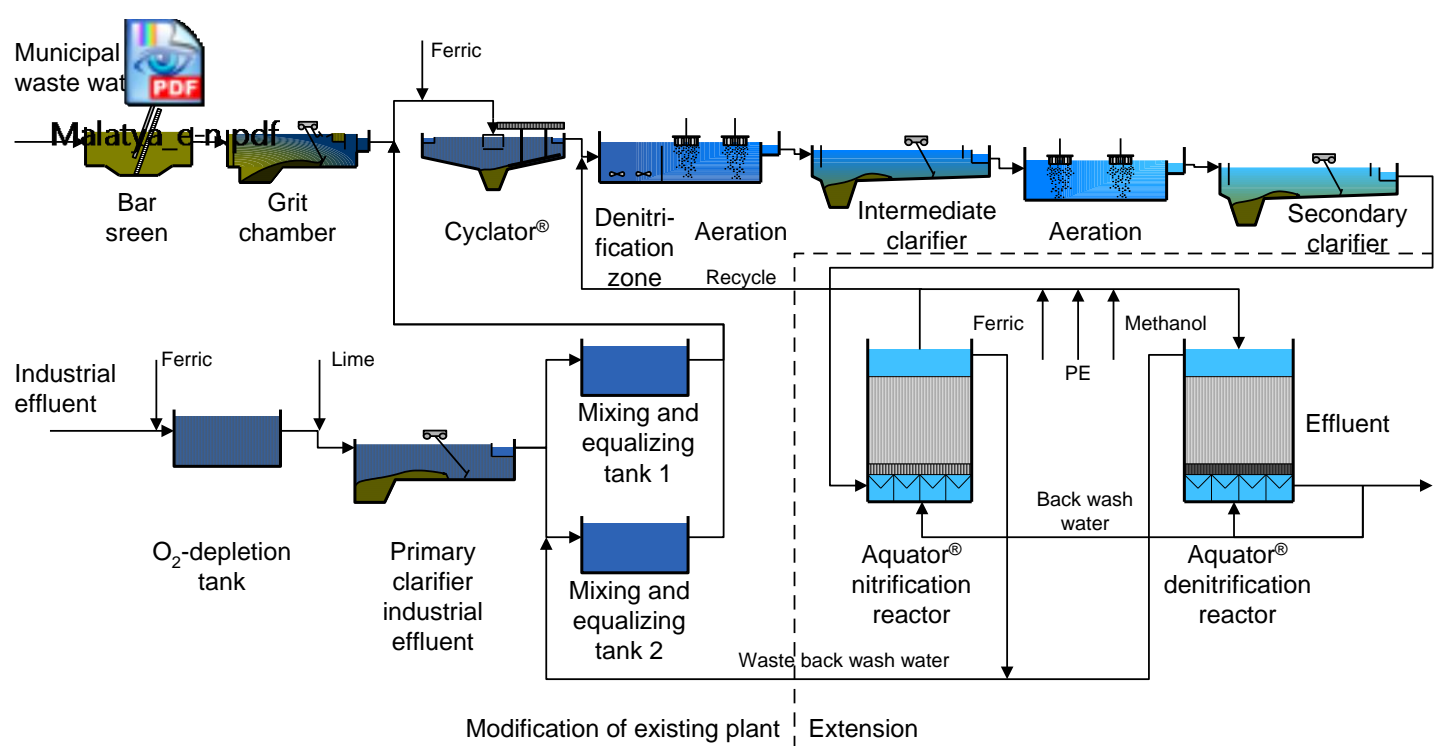 Municipal
waste wat
PDF
Malatya_e-n.pdf
Ferric
Bar
sreen
Grit
chamber
Cyclator®
Denitri-
fication
zone
Aeration
Intermediate
clarifier
Aeration
Secondary
clarifier
Recycle
Ferric
Methanol
PE
Industrial
effluent
Ferric
Lime
Mixing and
equalizing
tank 1
Effluent
Back wash
water
O₂-depletion
tank
Primary
clarifier
industrial
effluent
Mixing and
equalizing
tank 2
Aquator®
nitrification
reactor
Aquator®
denitrification
reactor
Waste back wash water
Modification of existing plant
Extension